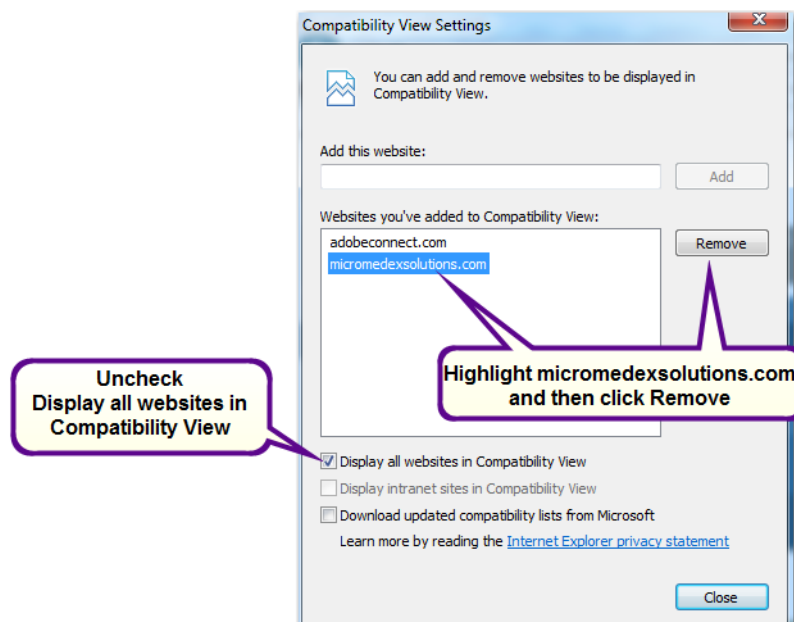 Compatibility View Settings
You can add and remove websites to be displayed in
Compatibility View.
Add this website:
Add
Websites you've added to Compatibility View:
adobeconnect.com
micromedexsolutions.com
Remove
Highlight micromedexsolutions.com
and then click Remove
Uncheck
Display all websites in
Compatibility View
Display all websites in Compatibility View
Display intranet sites in Compatibility View
Download updated compatibility lists from Microsoft
Learn more by reading the Internet Explorer privacy statement
Close